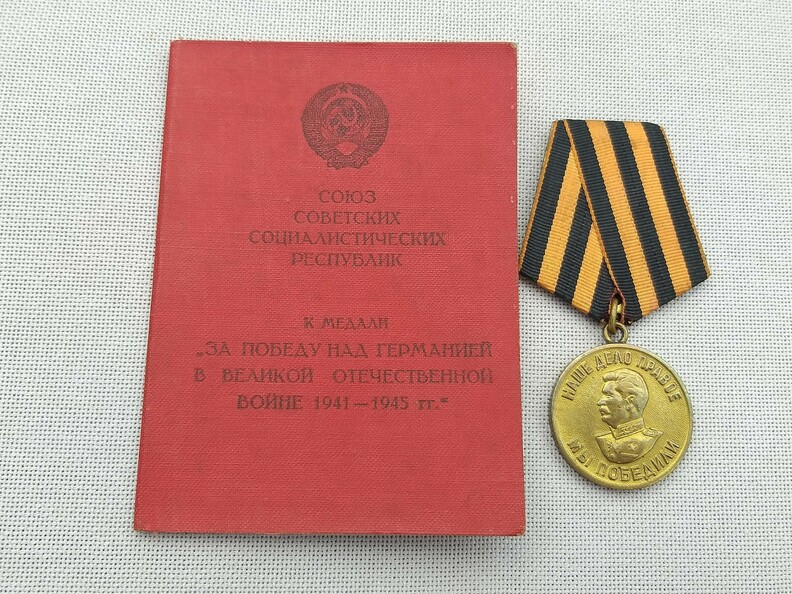 СОЮЗ
СОВЕТСКИХ
СОЦИАЛИСТИЧЕСКИХ
РЕСПУБЛИК
К МЕДАЛИ
„ЗА ПОБЕДУ НАД ГЕРМАНИЕЙ
В ВЕЛИКОЙ ОТЕЧЕСТВЕННОЙ
ВОЙНЕ 1941—1945 гг.“
НАШЕ ДЕЛО ПРАВОЕ
МЫ ПОБЕДИЛИ